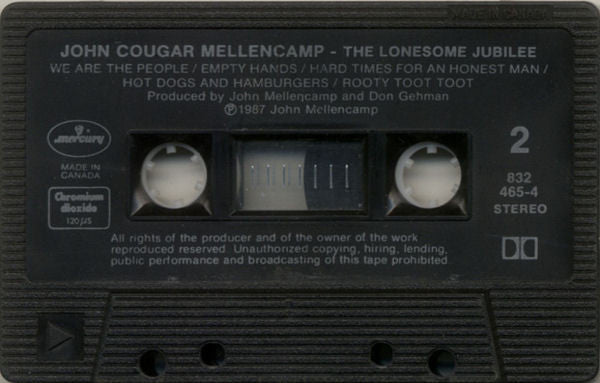 MADE IN CANADA
JOHN COUGAR MELLENCAMP - THE LONESOME JUBILEE
WE ARE THE PEOPLE / EMPTY HANDS / HARD TIMES FOR AN HONEST MAN /
HOT DOGS AND HAMBURGERS / ROOTY TOOT TOOT
Produced by John Mellencamp and Don Gehman
℗1987 John Mellencamp
mercury
MADE IN
CANADA
Chromium
dioxide
120 µS
2
832
465-4
STEREO
All rights of the producer and of the owner of the work
reproduced reserved. Unauthorized copying, hiring, lending,
public performance and broadcasting of this tape prohibited.